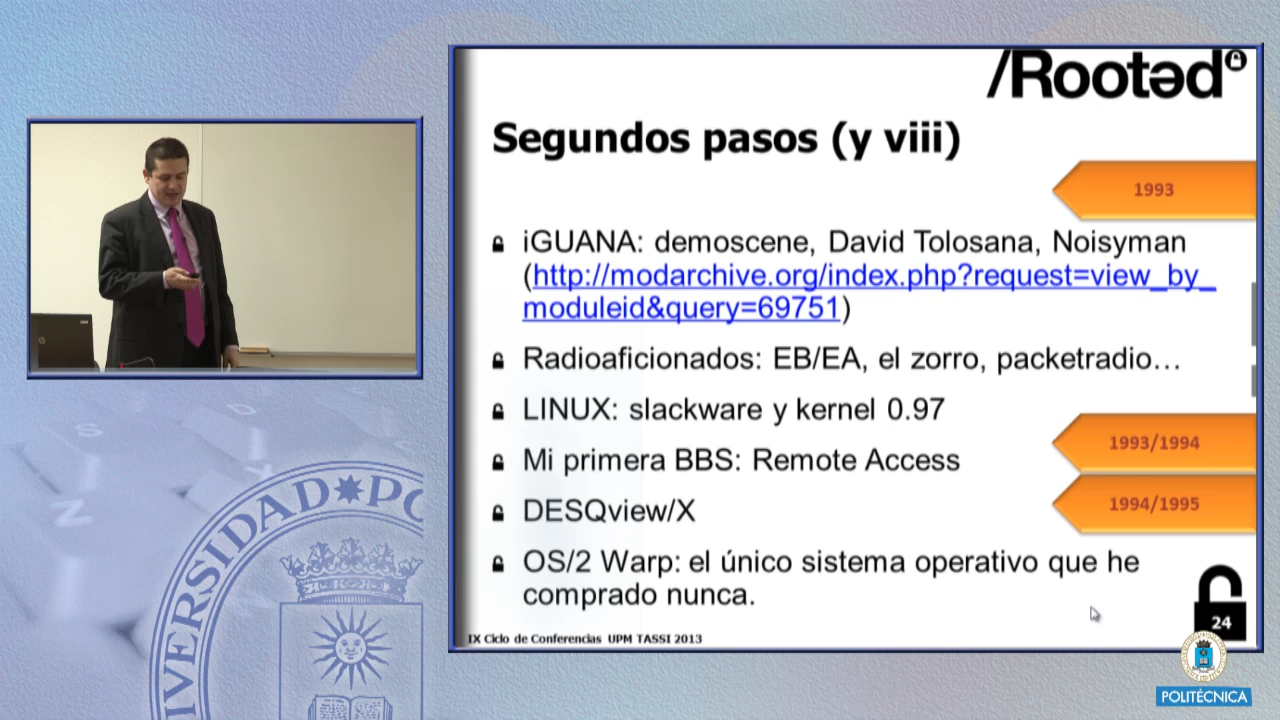 /Rootəd
Segundos pasos (y viii)
1993
iGUANA: demoscene, David Tolosana, Noisyman
(http://modarchive.org/index.php?request=view_by_
moduleid&query=69751)
Radioaficionados: EB/EA, el zorro, packetradio…
LINUX: slackware y kernel 0.97
1993/1994
Mi primera BBS: Remote Access
1994/1995
DESQview/X
OS/2 Warp: el único sistema operativo que he
comprado nunca.
24
IX Ciclo de Conferencias UPM TASSI 2013
POLITÉCNICA
VERSIDAD PO